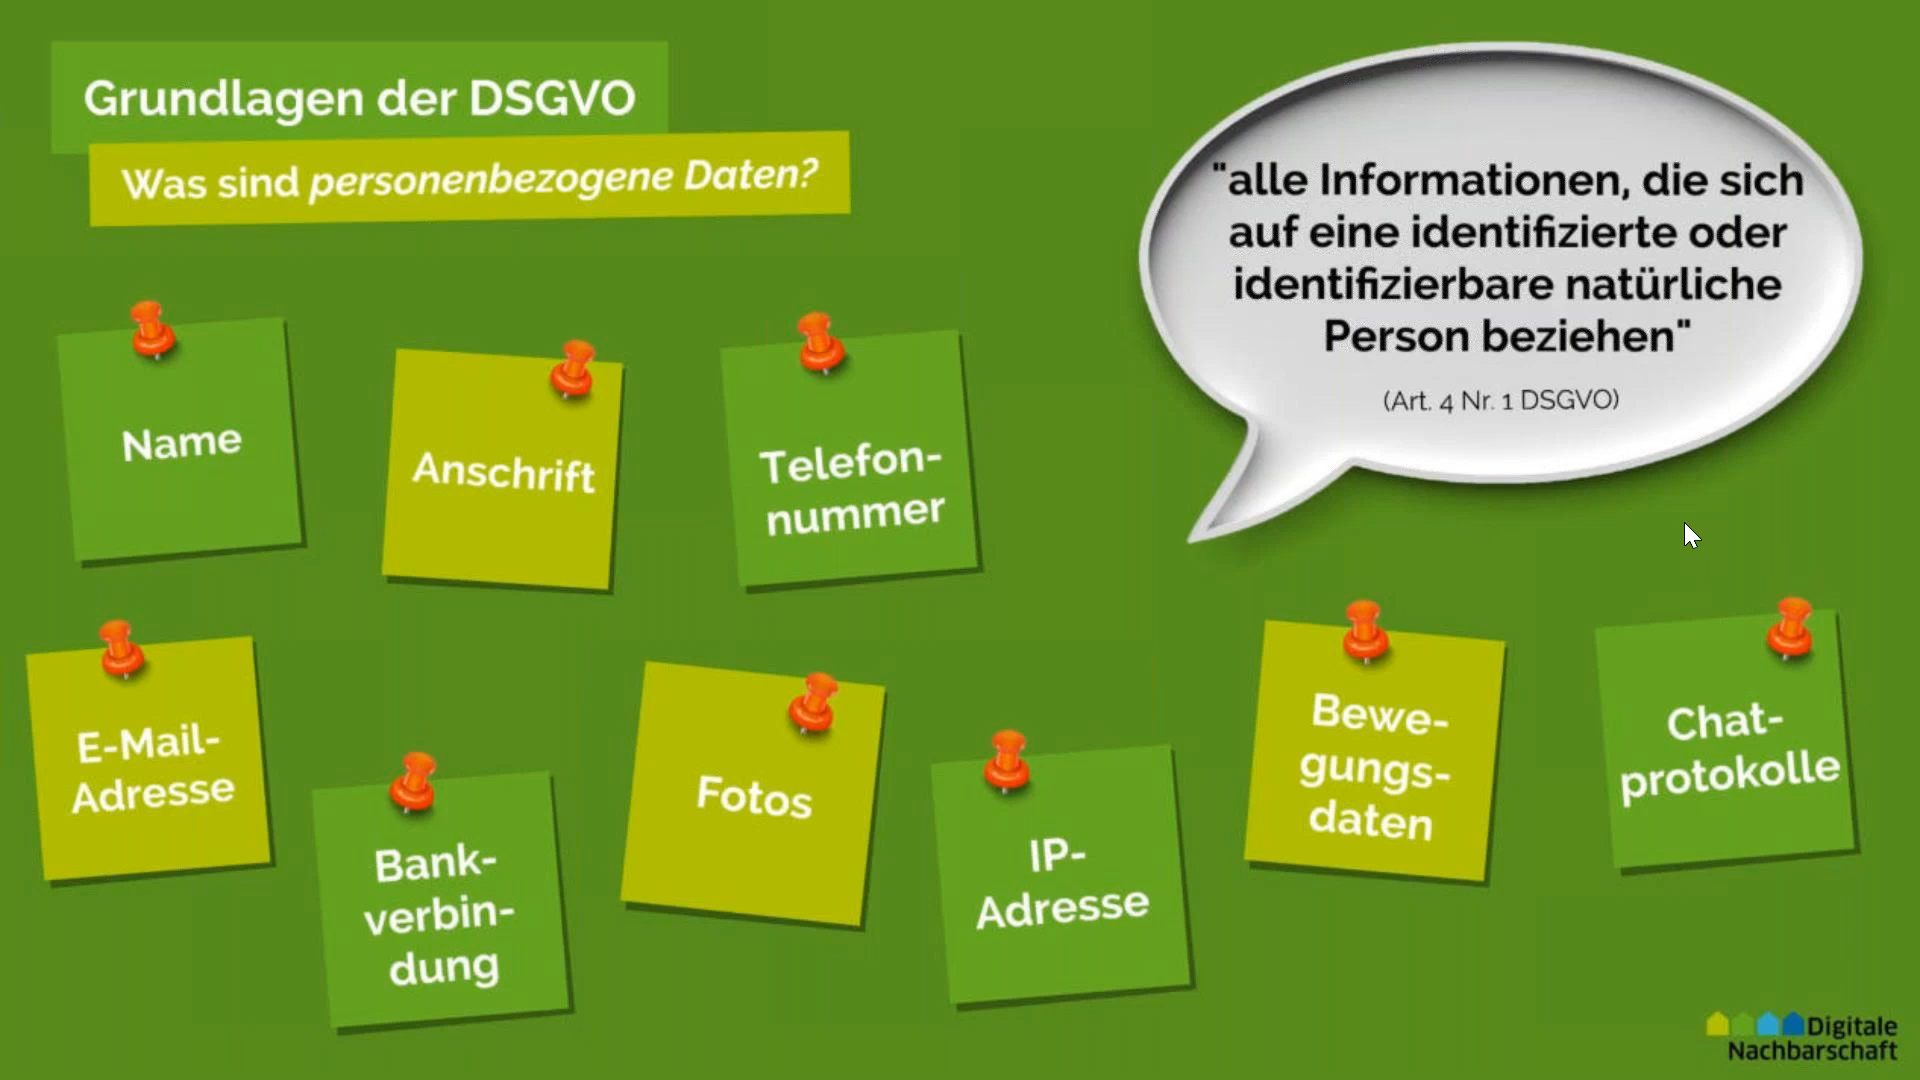 Grundlagen der DSGVO
Was sind personenbezogene Daten?
"alle Informationen, die sich
auf eine identifizierte oder
identifizierbare natürliche
Person beziehen"
(Art. 4 Nr. 1 DSGVO)
Name
Anschrift
Telefon-
nummer
E-Mail-
Adresse
Bank-
verbin-
dung
Fotos
IP-
Adresse
Bewe-
gungs-
daten
Chat-
protokolle
Digitale
Nachbarschaft